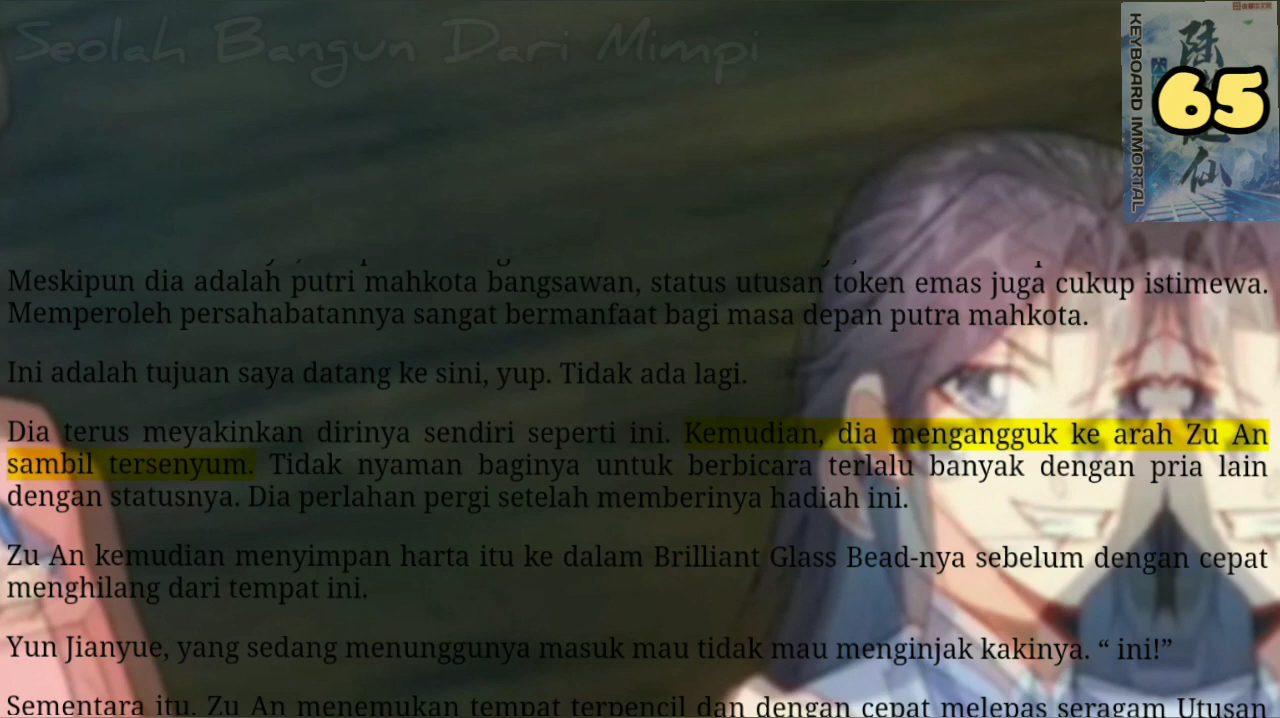 Seolah Bangun Dari Mimpi
KEYBOARD IMMORTAL
65
仙
Meskipun dia adalah putri mahkota bangsawan, status utusan token emas juga cukup istimewa.
Memperoleh persahabatannya sangat bermanfaat bagi masa depan putra mahkota.
Ini adalah tujuan saya datang ke sini, yup. Tidak ada lagi.
Dia terus meyakinkan dirinya sendiri seperti ini. Kemudian, dia mengangguk ke arah Zu An
sambil tersenyum. Tidak nyaman baginya untuk berbicara terlalu banyak dengan pria lain
dengan statusnya. Dia perlahan pergi setelah memberinya hadiah ini.
Zu An kemudian menyimpan harta itu ke dalam Brilliant Glass Bead-nya sebelum dengan cepat
menghilang dari tempat ini.
Yun Jianyue, yang sedang menunggunya masuk mau tidak mau menginjak kakinya. “ ini!”
Sementara itu, Zu An menemukan tempat terpencil dan dengan cepat melepas seragam Utusan